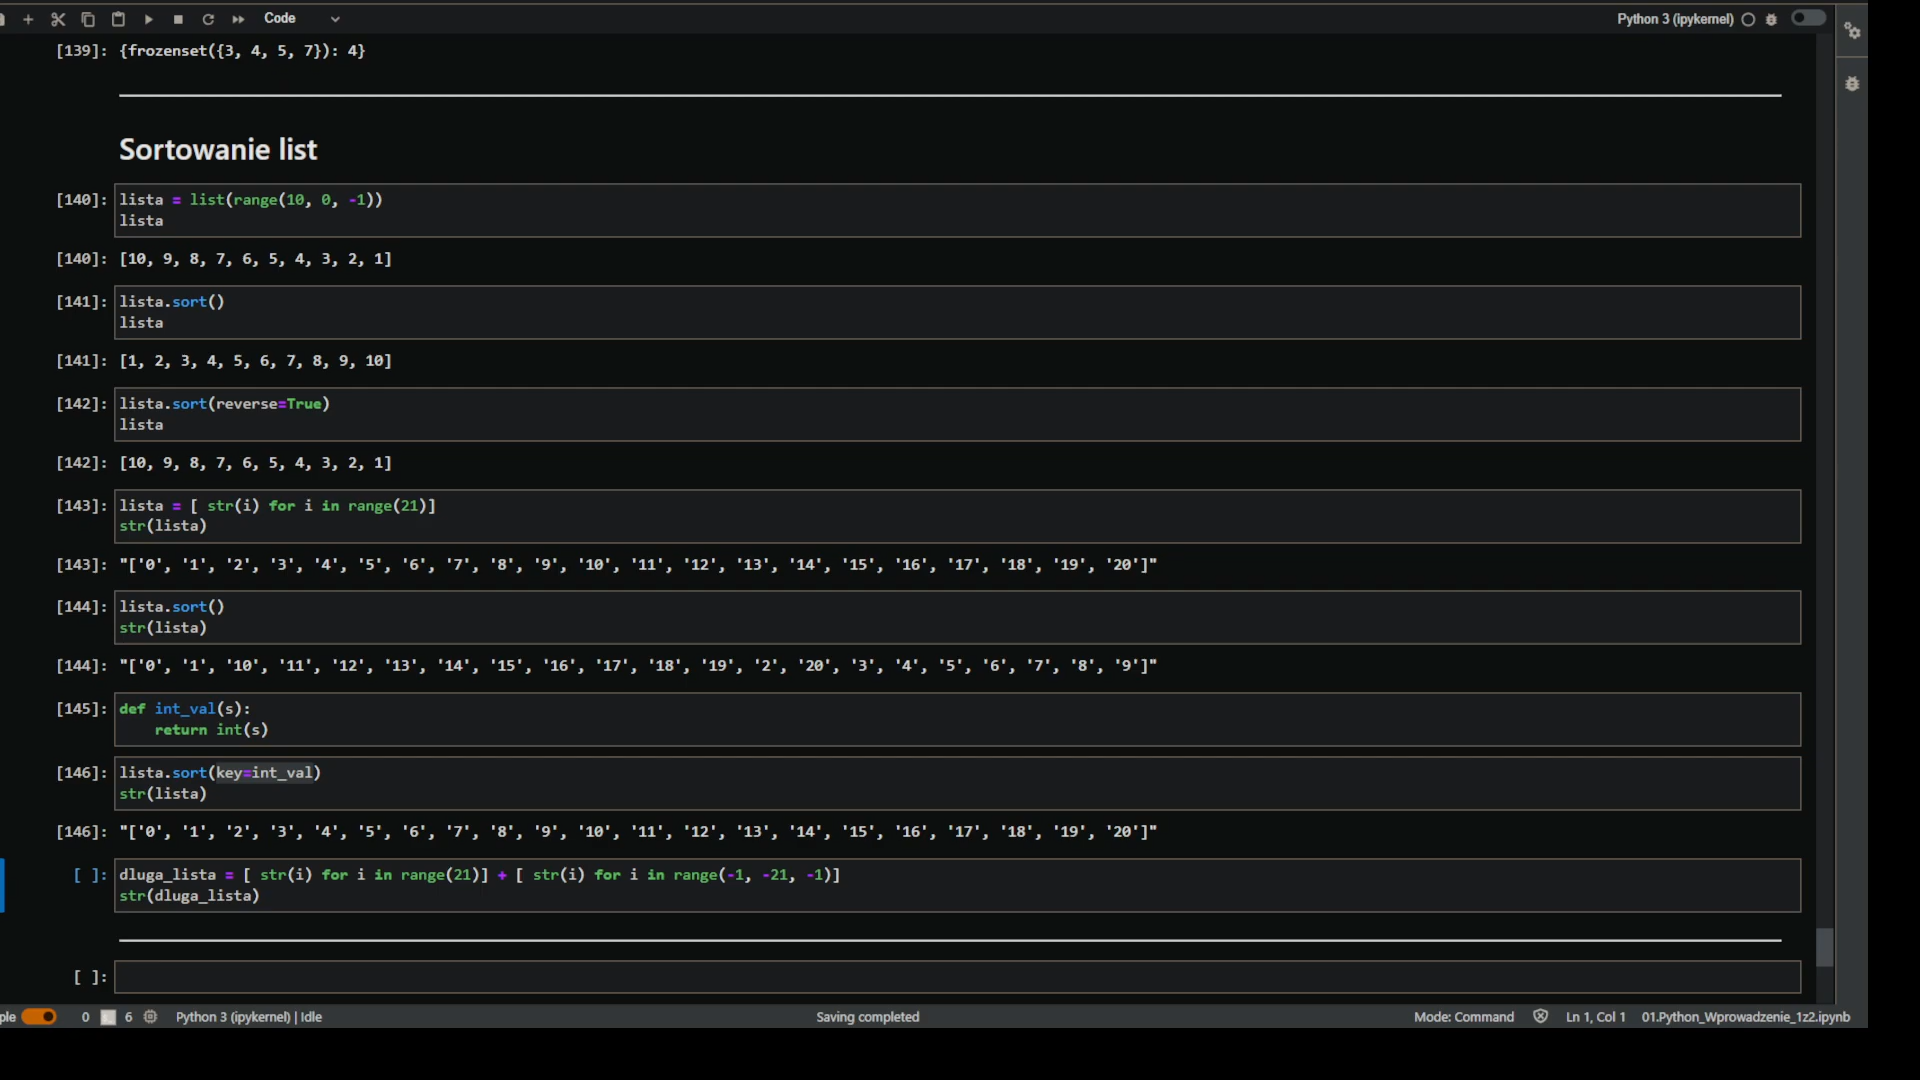 Code
Python 3 (ipykernel)
[139]: {frozenset({3, 4, 5, 7}): 4}
Sortowanie list
[140]: lista = list(range(10, 0, -1))
lista
[140]: [10, 9, 8, 7, 6, 5, 4, 3, 2, 1]
[141]: lista.sort()
lista
[141]: [1, 2, 3, 4, 5, 6, 7, 8, 9, 10]
[142]: lista.sort(reverse=True)
lista
[142]: [10, 9, 8, 7, 6, 5, 4, 3, 2, 1]
[143]: lista = [ str(i) for i in range(21)]
str(lista)
[143]: "['0', '1', '2', '3', '4', '5', '6', '7', '8', '9', '10', '11', '12', '13', '14', '15', '16', '17', '18', '19', '20']"
[144]: lista.sort()
str(lista)
[144]: "['0', '1', '10', '11', '12', '13', '14', '15', '16', '17', '18', '19', '2', '20', '3', '4', '5', '6', '7', '8', '9']"
[145]: def int_val(s):
return int(s)
[146]: lista.sort(key=int_val)
str(lista)
[146]: "['0', '1', '2', '3', '4', '5', '6', '7', '8', '9', '10', '11', '12', '13', '14', '15', '16', '17', '18', '19', '20']"
[ ]: dluga_lista = [ str(i) for i in range(21)] + [ str(i) for i in range(-1, -21, -1)]
str(dluga_lista)
[ ]:
ple 0 6 Python 3 (ipykernel) | Idle Saving completed Mode: Command Ln 1, Col 1 01.Python_Wprowadzenie_1z2.ipynb